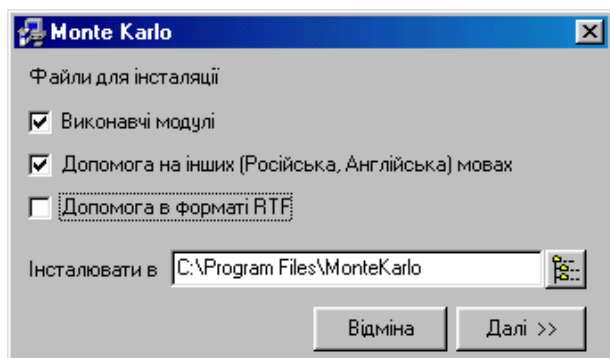 Monte Karlo
Файли для інсталяції
Виконавчі модулі
Допомога на інших (Російська, Англійська) мовах
Допомога в форматі RTF
Інсталювати в C:\Program Files\MonteKarlo
Відміна Далі >>